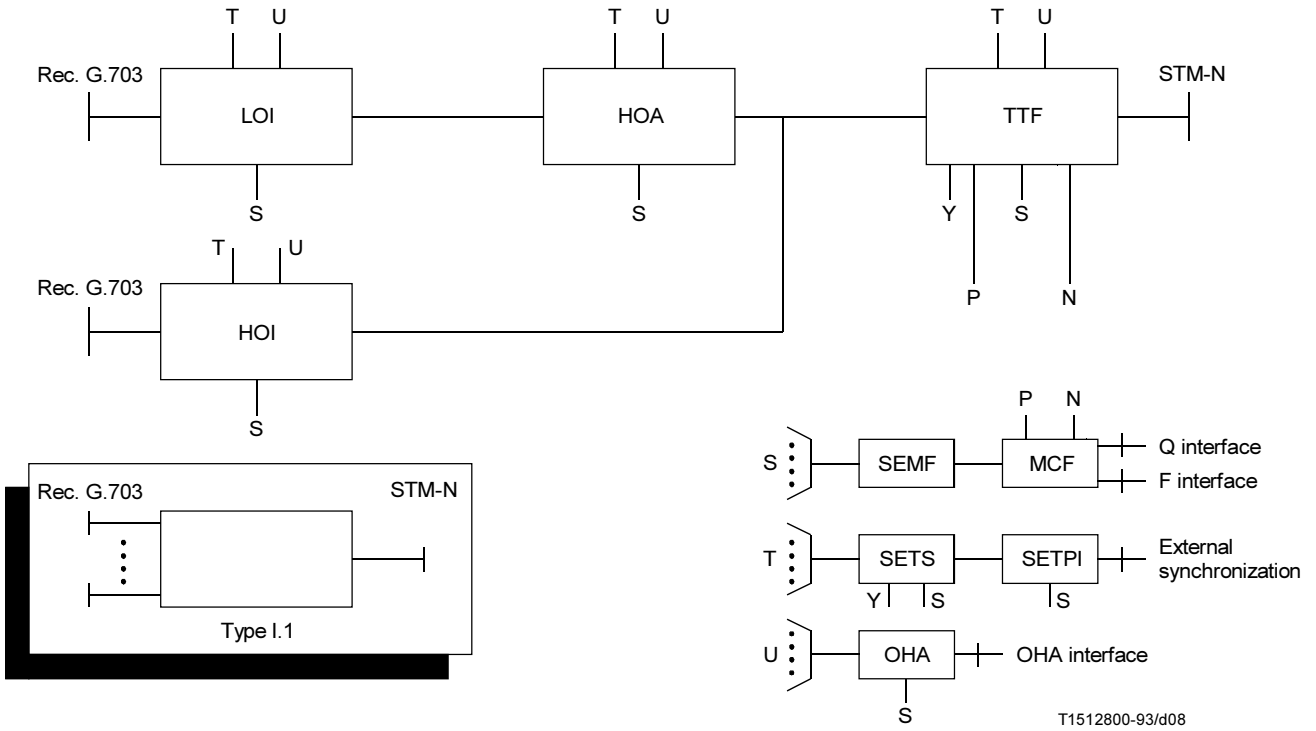 T U T U T U
Rec. G.703 STM-N
LOI HOA TTF
S S Y S
T U
Rec. G.703 P N
HOI
S
P N
S SEMF MCF Q interface
F interface
Rec. G.703 STM-N
T SETS SETPI External
synchronization
Y S S
Type I.1
U OHA OHA interface
S
T1512800-93/d08